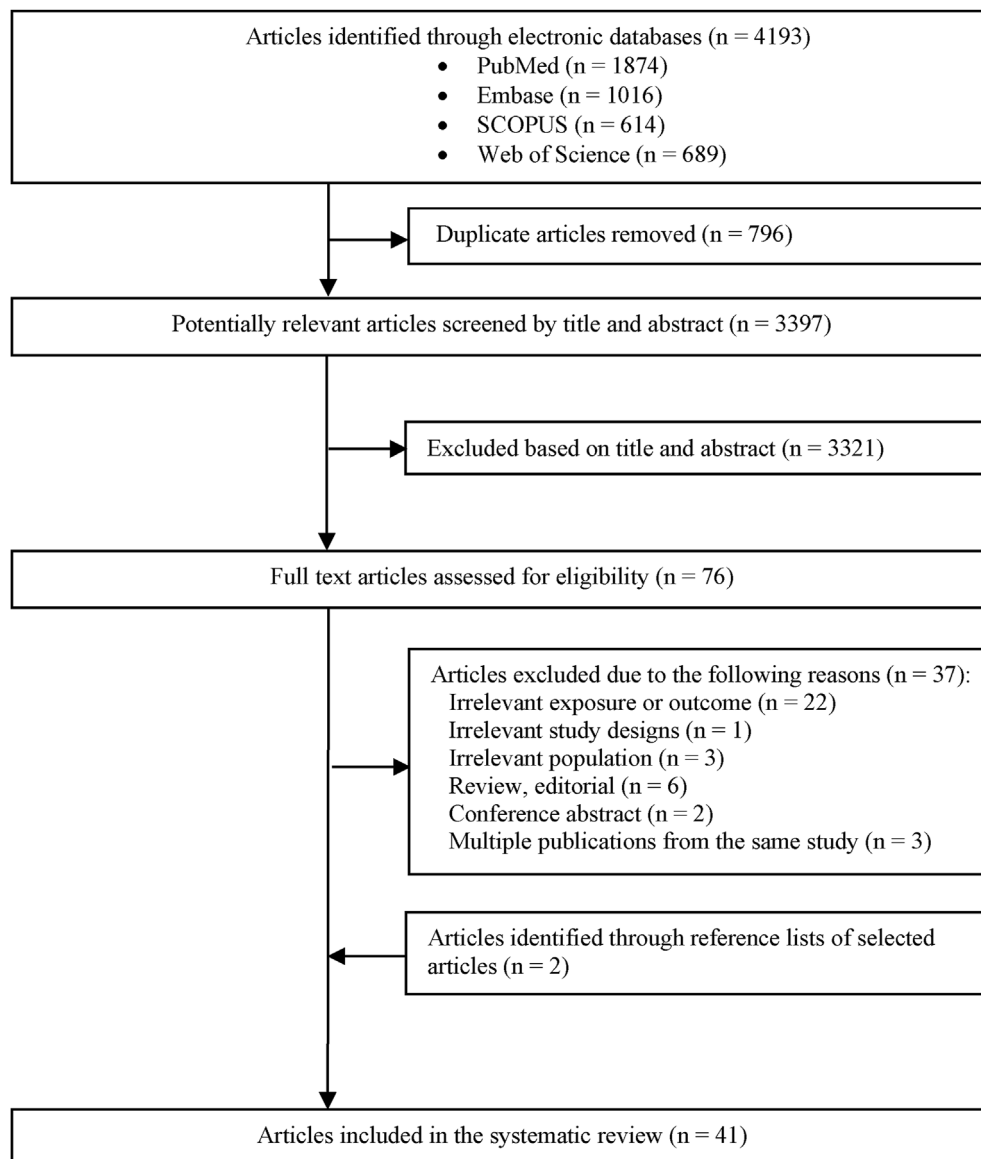 Articles identified through electronic databases (n = 4193)
• PubMed (n = 1874)
• Embase (n = 1016)
• SCOPUS (n = 614)
• Web of Science (n = 689)
Duplicate articles removed (n = 796)
Potentially relevant articles screened by title and abstract (n = 3397)
Excluded based on title and abstract (n = 3321)
Full text articles assessed for eligibility (n = 76)
Articles excluded due to the following reasons (n = 37):
Irrelevant exposure or outcome (n = 22)
Irrelevant study designs (n = 1)
Irrelevant population (n = 3)
Review, editorial (n = 6)
Conference abstract (n = 2)
Multiple publications from the same study (n = 3)
Articles identified through reference lists of selected
articles (n = 2)
Articles included in the systematic review (n = 41)